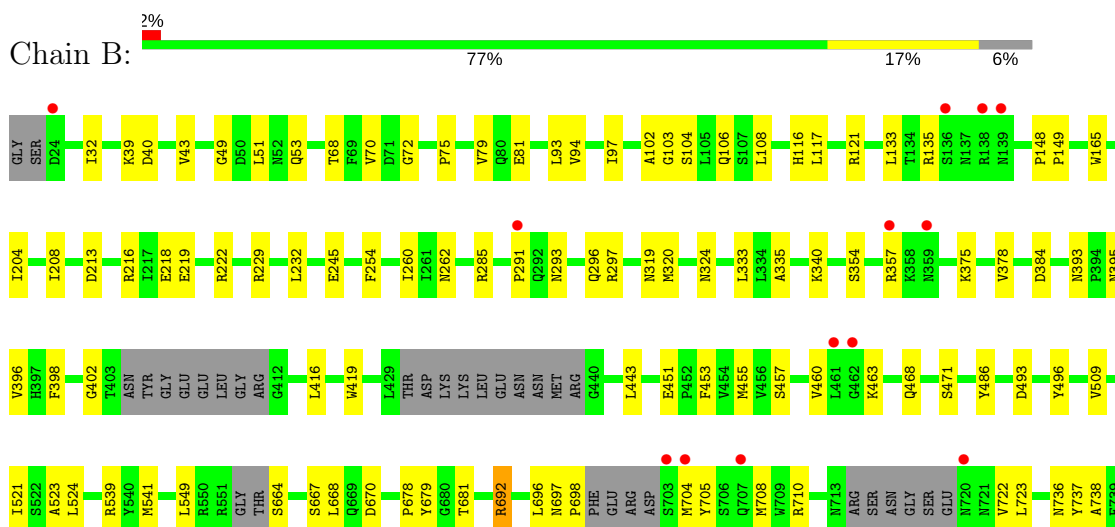 2%
Chain B:
77% 17% 6%
GLY SER D24 I32 K39 D40 V43 G49 D50 L51 N52 Q53 T68 F69 V70 D71 G72 P75 V79 Q80 E81 L93 V94 I97 A102 G103 S104 L105 Q106 S107 L108 H116 L117 R121 L133 T134 R135 S136 N137 R138 N139 P148 P149 W165
I204 I208 D213 R216 I217 E218 E219 R222 R229 L232 E245 F254 I260 I261 N262 R285 P291 Q292 N293 Q296 R297 N319 M320 N324 L333 L334 A335 K340 S354 R357 K358 N359 K375 V378 D384 N393 P394 N395
V396 H397 F398 G402 T403 ASN TYR GLY GLU GLU LEU GLY ARG G412 L416 W419 L429 THR ASP LYS LYS LEU GLU ASN ASN MET ARG G440 L443 E451 P452 F453 V454 M455 V456 S457 V460 L461 G462 K463 Q468 S471 Y486 D493 Y496 V509
I521 S522 A523 L524 R539 Y540 M541 L549 R550 R551 GLY THR S664 S667 L668 Q669 D670 P678 Y679 G680 T681 R692 L696 N697 P698 PHE GLU ARG ASP S703 M704 Y705 S706 Q707 M708 W709 R710 N713 ARG SER ASN GLY SER GLU N720 N721 V722 L723 N736 Y737 A738